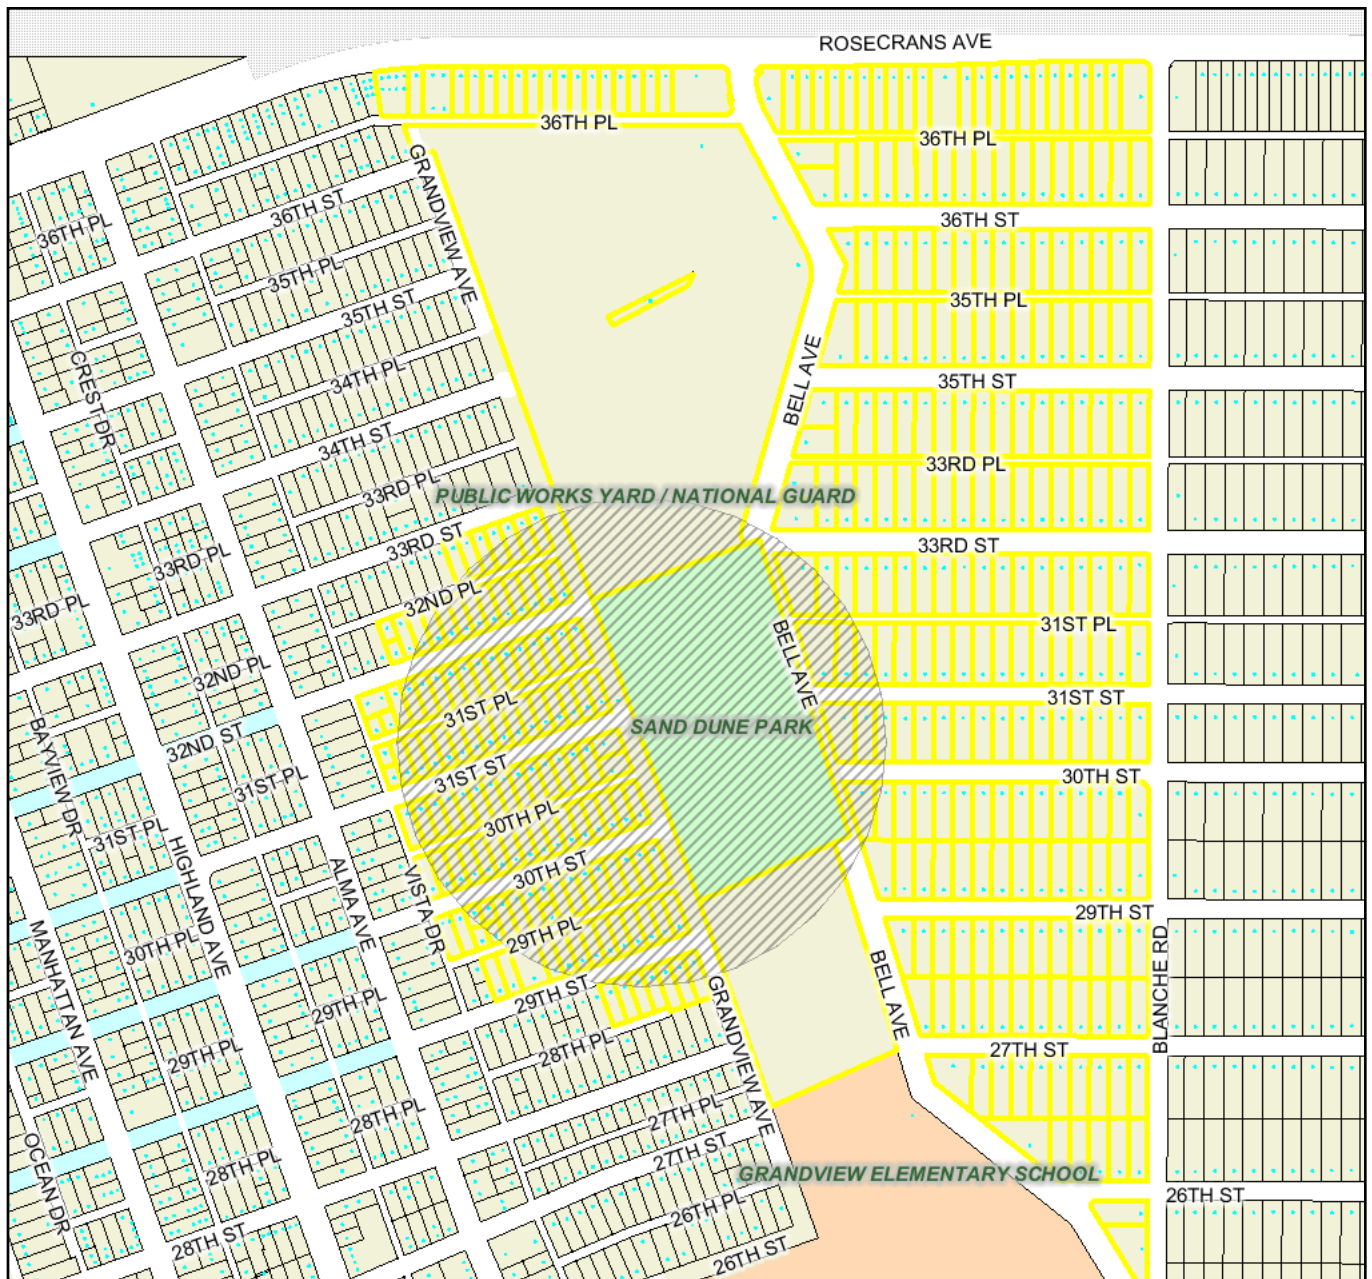 ROSECRANS AVE
36TH PL
36TH PL
GRANDVIEW AVE
36TH ST
36TH PL
36TH ST
35TH PL
35TH PL
35TH ST
CREST DR
34TH PL
BELL AVE
35TH ST
34TH ST
33RD PL
33RD PL
PUBLIC WORKS YARD / NATIONAL GUARD
33RD ST
33RD ST
33RD PL
32ND PL
33RD PL
31ST PL
BELL AVE
32ND PL
31ST PL
31ST ST
BAYVIEW DR
32ND ST
SAND DUNE PARK
31ST ST
31ST PL
30TH ST
31ST PL
30TH PL
HIGHLAND AVE
ALMA AVE
VISTA DR
30TH ST
29TH ST
MANHATTAN AVE
30TH PL
29TH PL
BELL AVE
BLANCHE RD
29TH PL
29TH ST
GRANDVIEW AVE
29TH PL
28TH PL
27TH ST
28TH PL
27TH PL
OCEAN DR
28TH PL
27TH ST
GRANDVIEW ELEMENTARY SCHOOL
26TH ST
26TH PL
28TH ST
26TH ST